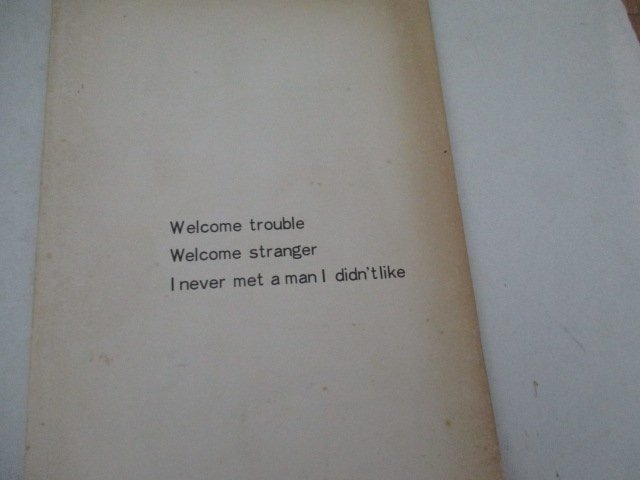 Welcome trouble
Welcome stranger
I never met a man I didn't like